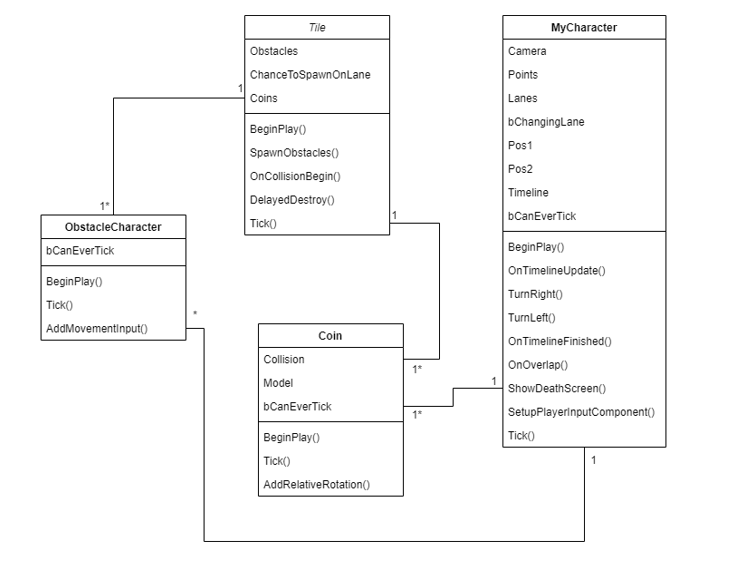 Tile
Obstacles
ChanceToSpawnOnLane
Coins
BeginPlay()
SpawnObstacles()
OnCollisionBegin()
DelayedDestroy()
Tick()
1
1
1*
ObstacleCharacter
bCanEverTick
BeginPlay()
Tick()
AddMovementInput()
*
Coin
Collision
Model
bCanEverTick
BeginPlay()
Tick()
AddRelativeRotation()
1*
1*
MyCharacter
Camera
Points
Lanes
bChangingLane
Pos1
Pos2
Timeline
bCanEverTick
BeginPlay()
OnTimelineUpdate()
TurnRight()
TurnLeft()
OnTimelineFinished()
OnOverlap()
ShowDeathScreen()
SetupPlayerInputComponent()
Tick()
1
1